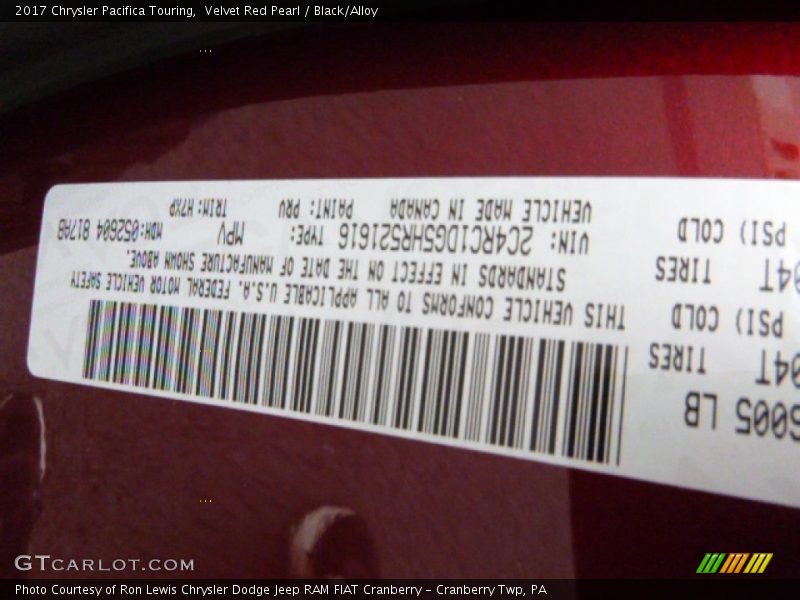 2017 Chrysler Pacifica Touring,  Velvet Red Pearl / Black/Alloy
6005 LB
04T TIRES
PSI) COLD
04T TIRES
PSI) COLD
THIS VEHICLE CONFORMS TO ALL APPLICABLE U.S.A. FEDERAL MOTOR VEHICLE SAFETY
STANDARDS IN EFFECT ON THE DATE OF MANUFACTURE SHOWN ABOVE.
VIN: 2C4RC1DG5HR521616 TYPE: MPV MDH:052604 817AB
VEHICLE MADE IN CANADA PAINT: PRV TRIM: H7XP
GTCARLOT.COM
Photo Courtesy of Ron Lewis Chrysler Dodge Jeep RAM FIAT Cranberry – Cranberry Twp, PA